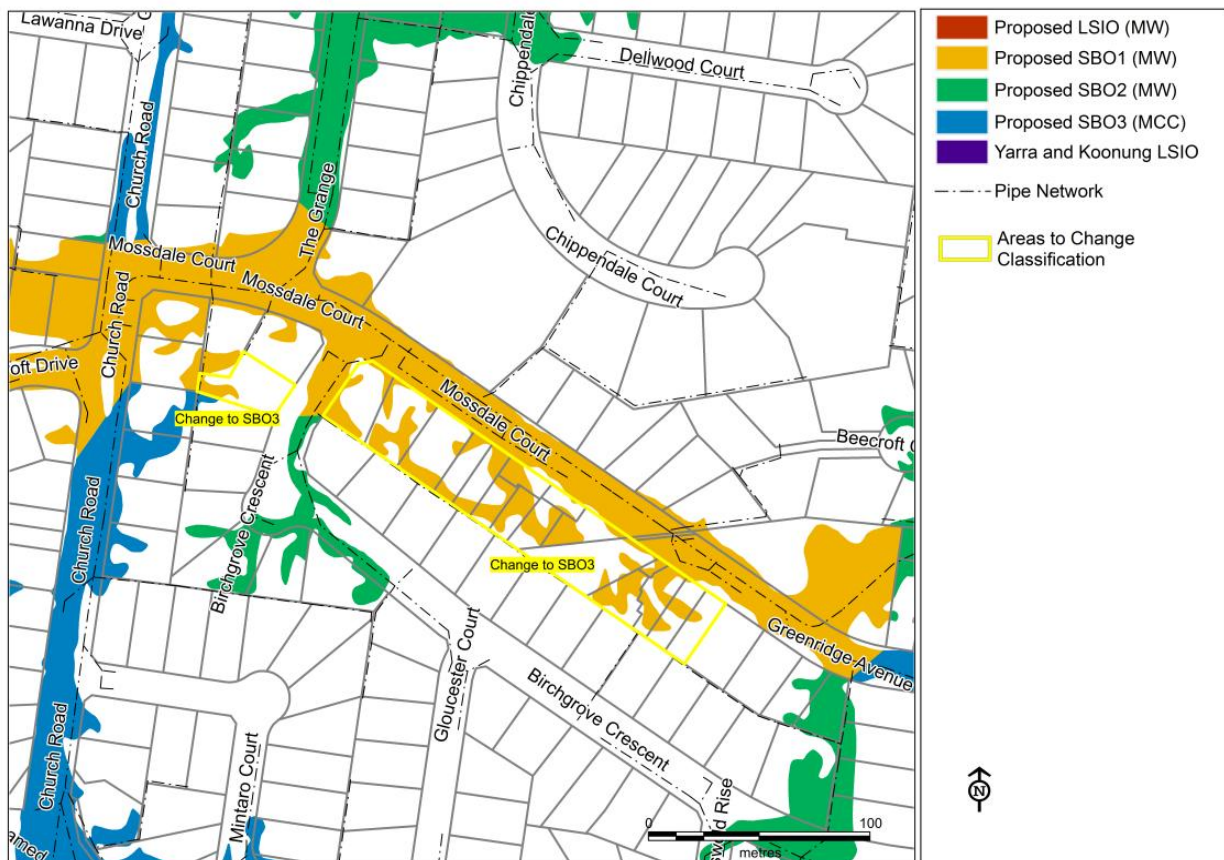 Lawanna Drive
Church Road
Chippendale
Dellwood Court
The Grange
Chippendale Court
Mossdale Court
Mossdale Court
Church Road
oft Drive
Mossdale Court
Change to SBO3
Beecroft
Birchgrove Crescent
Church Road
Change to SBO3
Greenridge Avenue
Gloucester Court
Birchgrove Crescent
Church Road
Mintaro Court
swood Rise
amed
0 100
metres
Proposed LSIO (MW)
Proposed SBO1 (MW)
Proposed SBO2 (MW)
Proposed SBO3 (MCC)
Yarra and Koonung LSIO
Pipe Network
Areas to Change
Classification
N